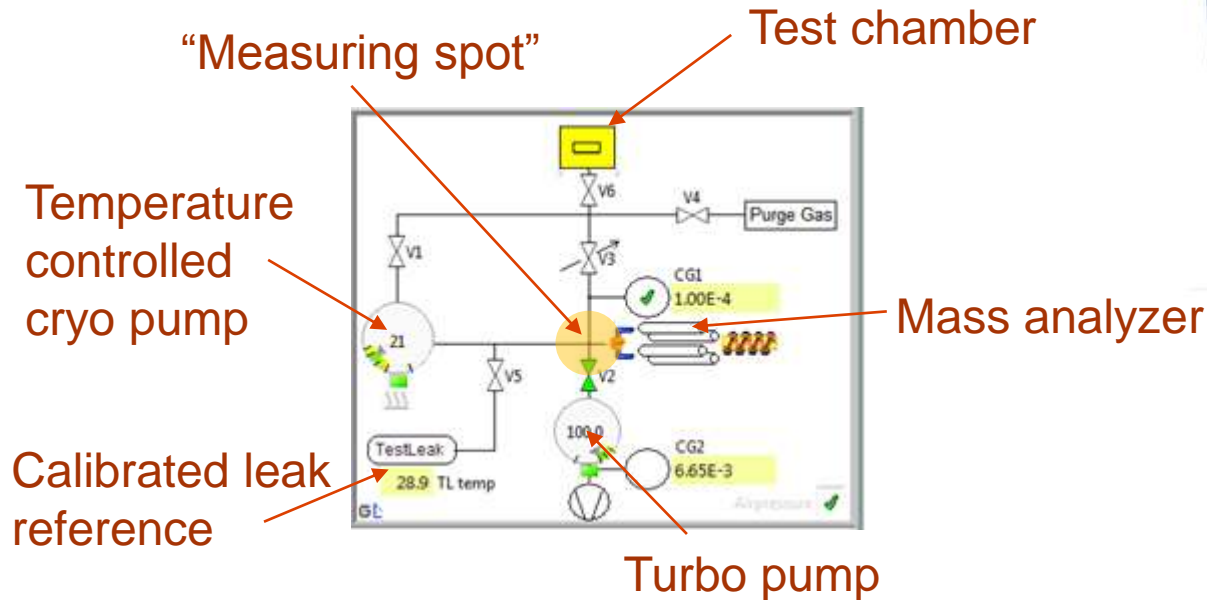 “Measuring spot”
Test chamber
Temperature
controlled
cryo pump
Calibrated leak
reference
Mass analyzer
Turbo pump
V6
V4
Purge Gas
V1
V3
CG1
1.00E-4
21
V5
V2
100.0
TestLeak
28.9 TL temp
CG2
6.65E-3
Airpressure